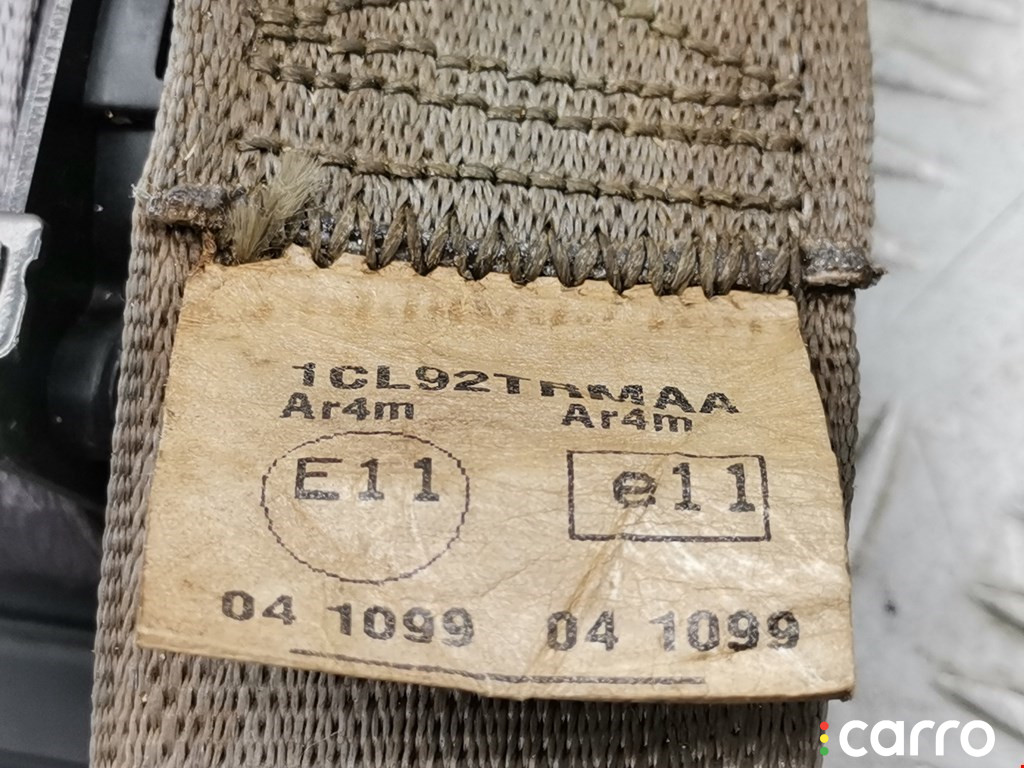 1CL92TRMAA
Ar4m Ar4m
E11 e11
04 1099 04 1099
carro